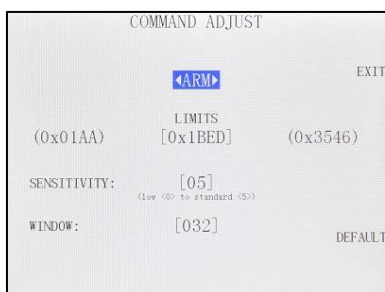 COMMAND ADJUST
EXIT
◀ARM▶
LIMITS
(0x01AA) [0x1BED] (0x3546)
SENSITIVITY: [05]
(low <0> to standard <5>)
WINDOW: [032]
DEFAULT